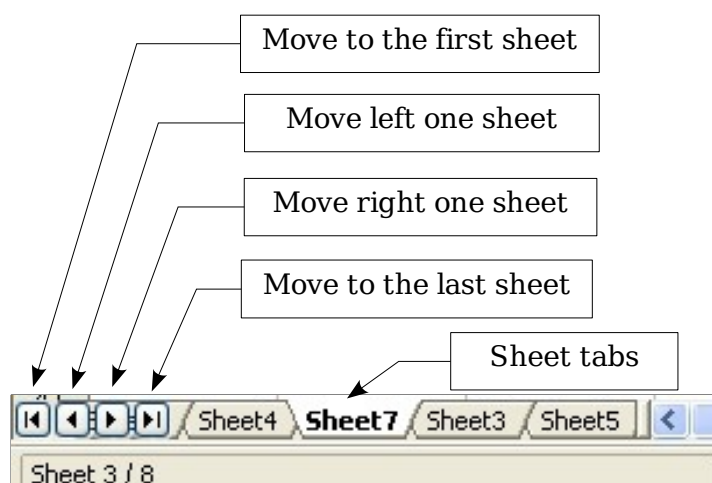 Move to the first sheet
Move left one sheet
Move right one sheet
Move to the last sheet
Sheet tabs
Sheet4 Sheet7 Sheet3 Sheet5
Sheet 3 / 8